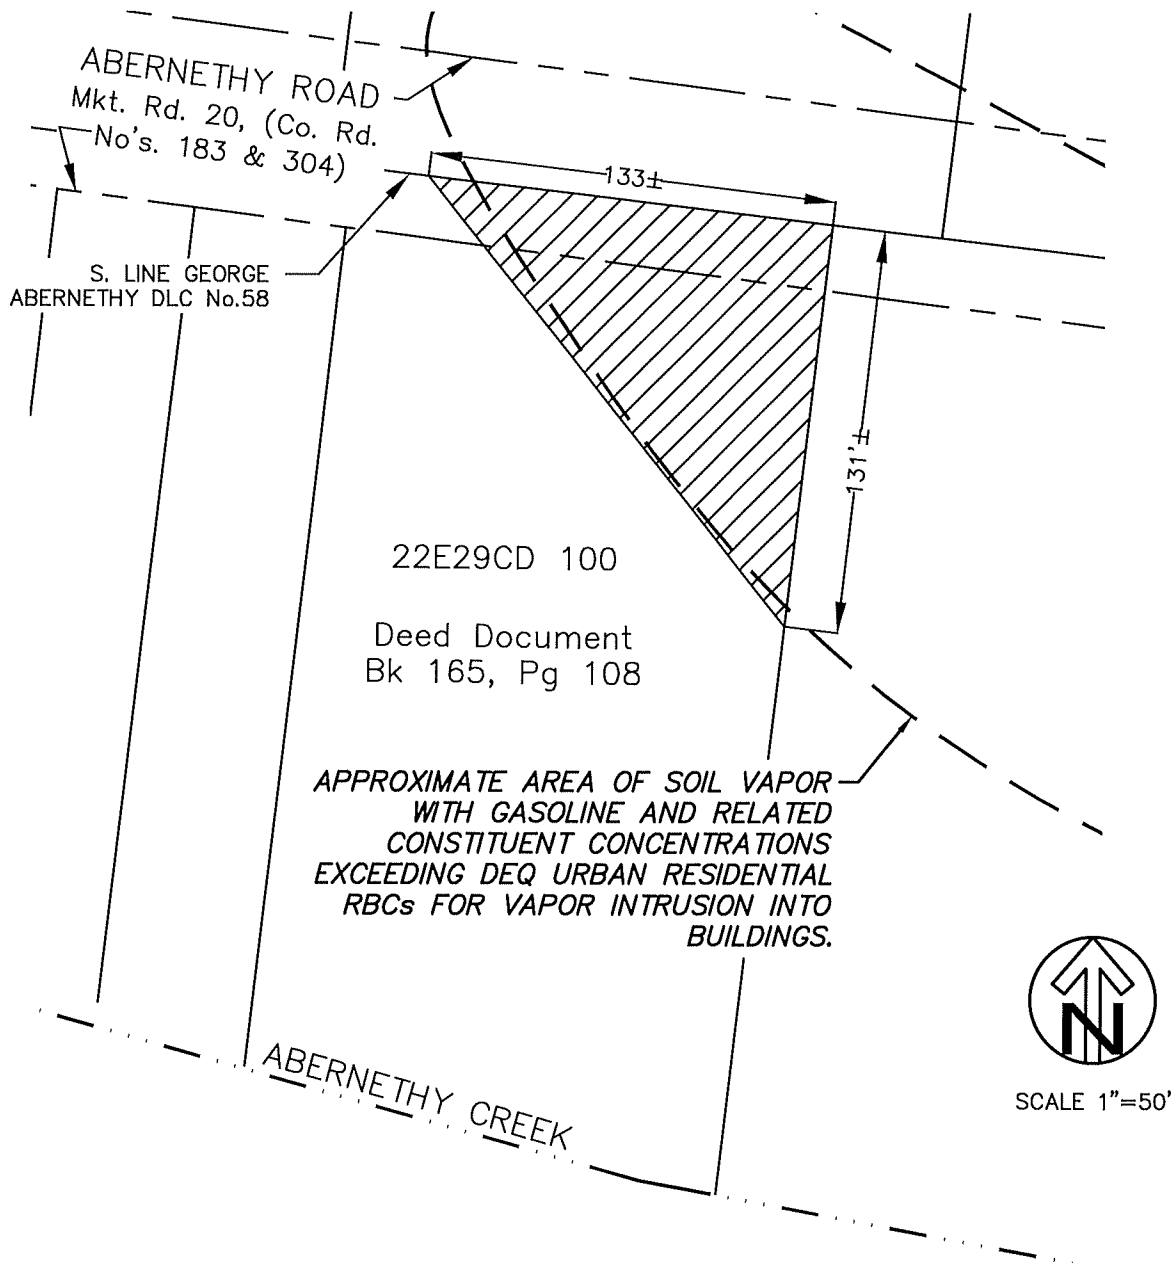 ABERNETHY ROAD
Mkt. Rd. 20, (Co. Rd.
No's. 183 & 304)
133±
S. LINE GEORGE
ABERNETHY DLC No.58
131'±
22E29CD 100
Deed Document
Bk 165, Pg 108
APPROXIMATE AREA OF SOIL VAPOR
WITH GASOLINE AND RELATED
CONSTITUENT CONCENTRATIONS
EXCEEDING DEQ URBAN RESIDENTIAL
RBCs FOR VAPOR INTRUSION INTO
BUILDINGS.
N
SCALE 1"=50'
ABERNETHY CREEK